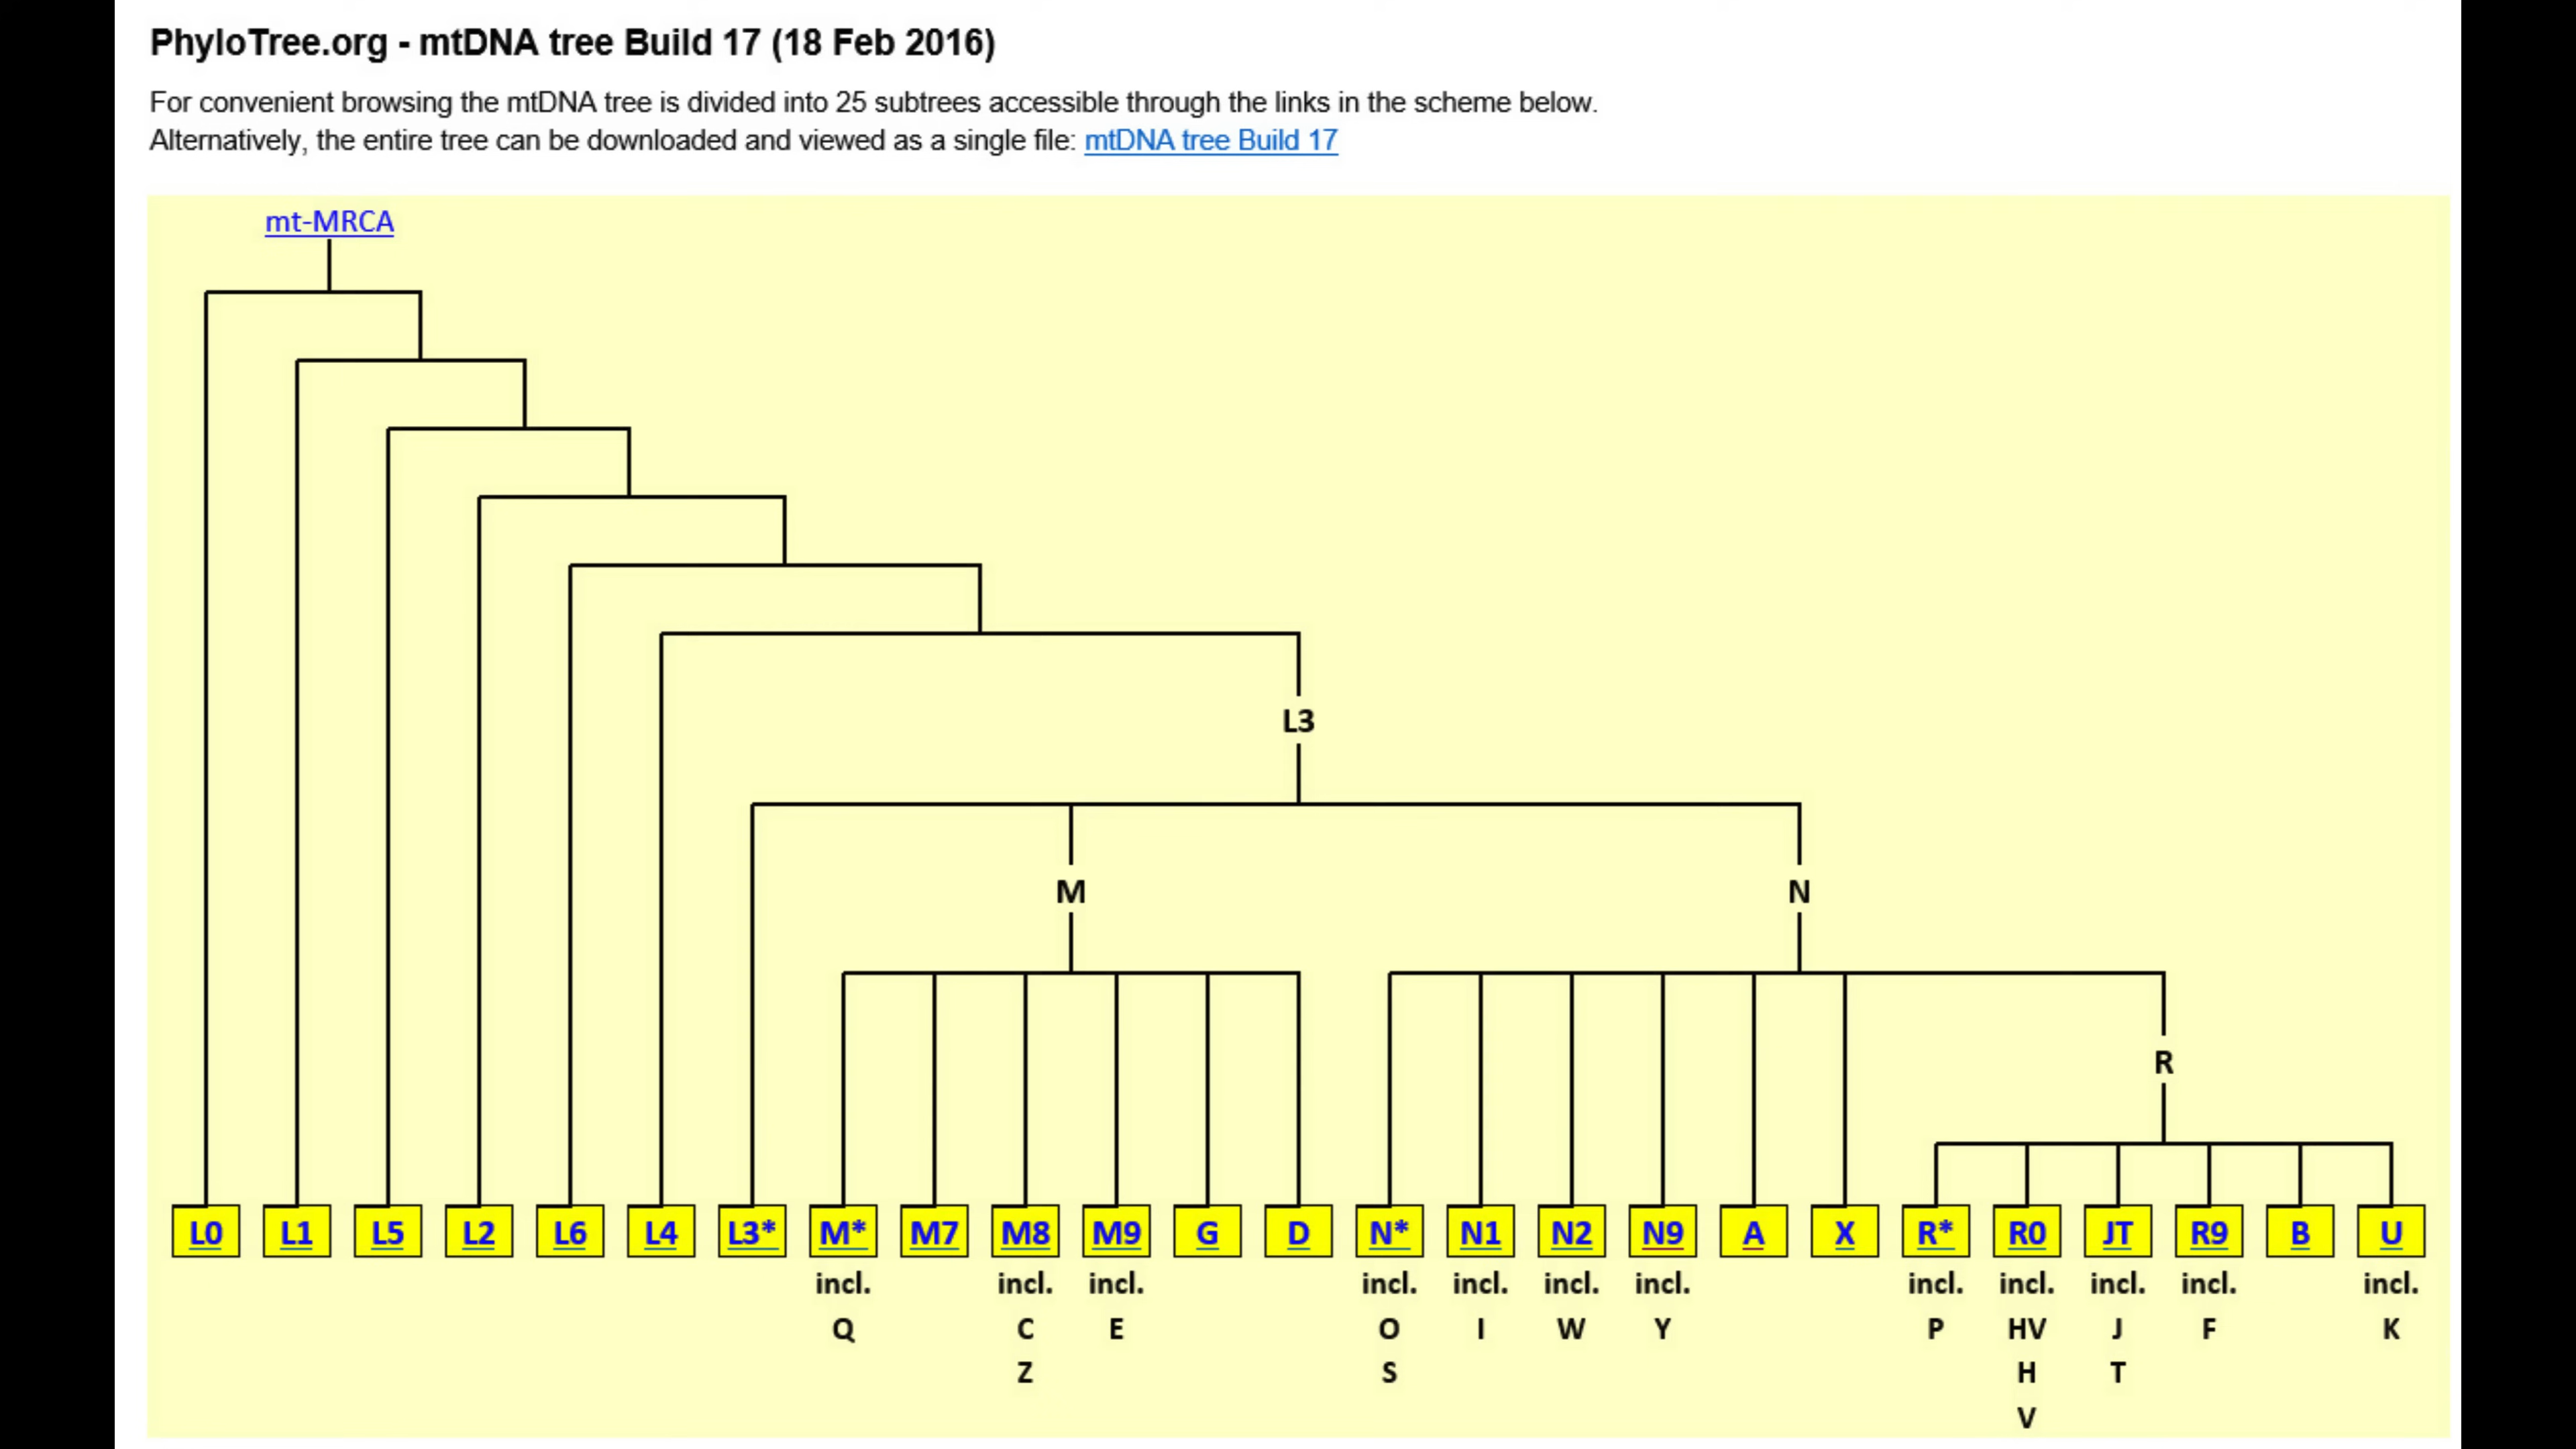 PhyloTree.org - mtDNA tree Build 17 (18 Feb 2016)
For convenient browsing the mtDNA tree is divided into 25 subtrees accessible through the links in the scheme below.
Alternatively, the entire tree can be downloaded and viewed as a single file: mtDNA tree Build 17
mt-MRCA
L3
M N
R
L0 L1 L5 L2 L6 L4 L3* M* M7 M8 M9 G D N* N1 N2 N9 A X R* R0 JT R9 B U
incl. incl. incl. incl. incl. incl. incl. incl. incl. incl. incl. incl.
Q C E O I W Y P HV J F K
Z S H T
V